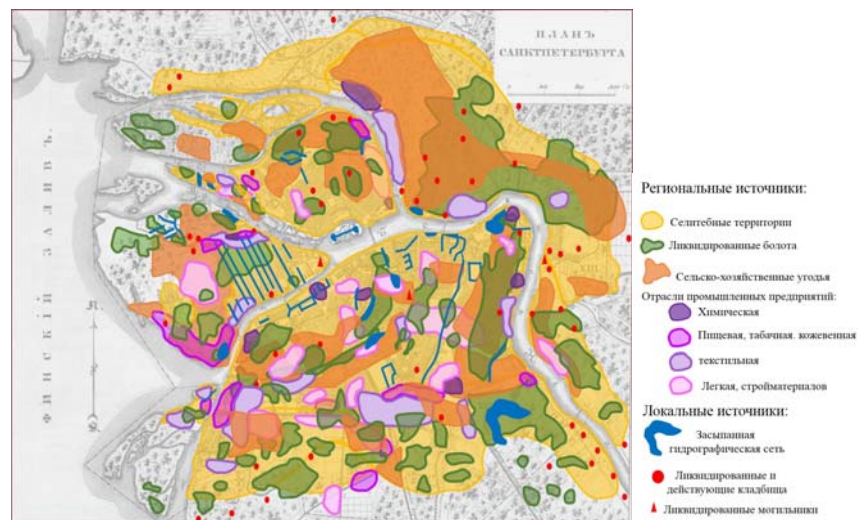 ПЛАНЪ
САНКТПЕТЕРБУРГА
ФИНСКІЙ ЗАЛИВЪ.
Региональные источники:
Селитебные территории
Ликвидированные болота
Сельско-хозяйственные угодья
Отрасли промышленных предприятий:
Химическая
Пищевая, табачная. кожевенная
текстильная
Легкая, стройматериалов
Локальные источники:
Засыпанная
гидрографическая сеть
Ликвидированные и
действующие кладбища
Ликвидированные могильники